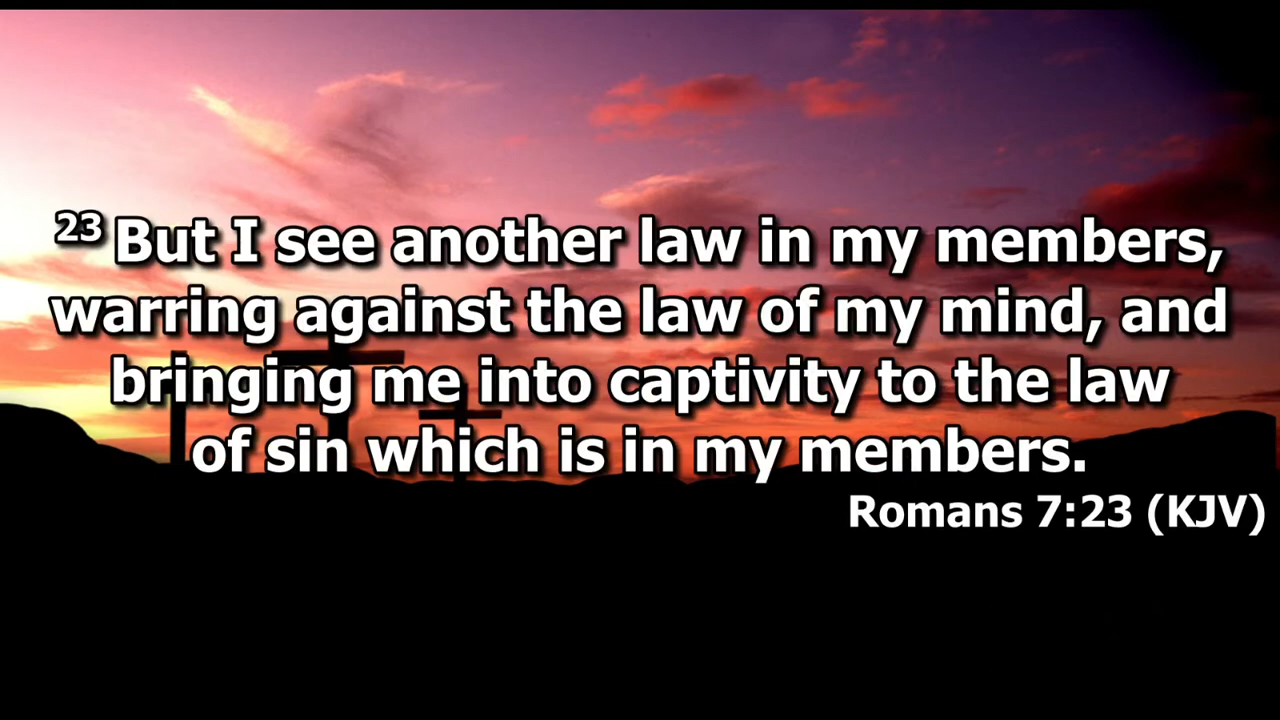 23 But I see another law in my members,
warring against the law of my mind, and
bringing me into captivity to the law
of sin which is in my members.
Romans 7:23 (KJV)